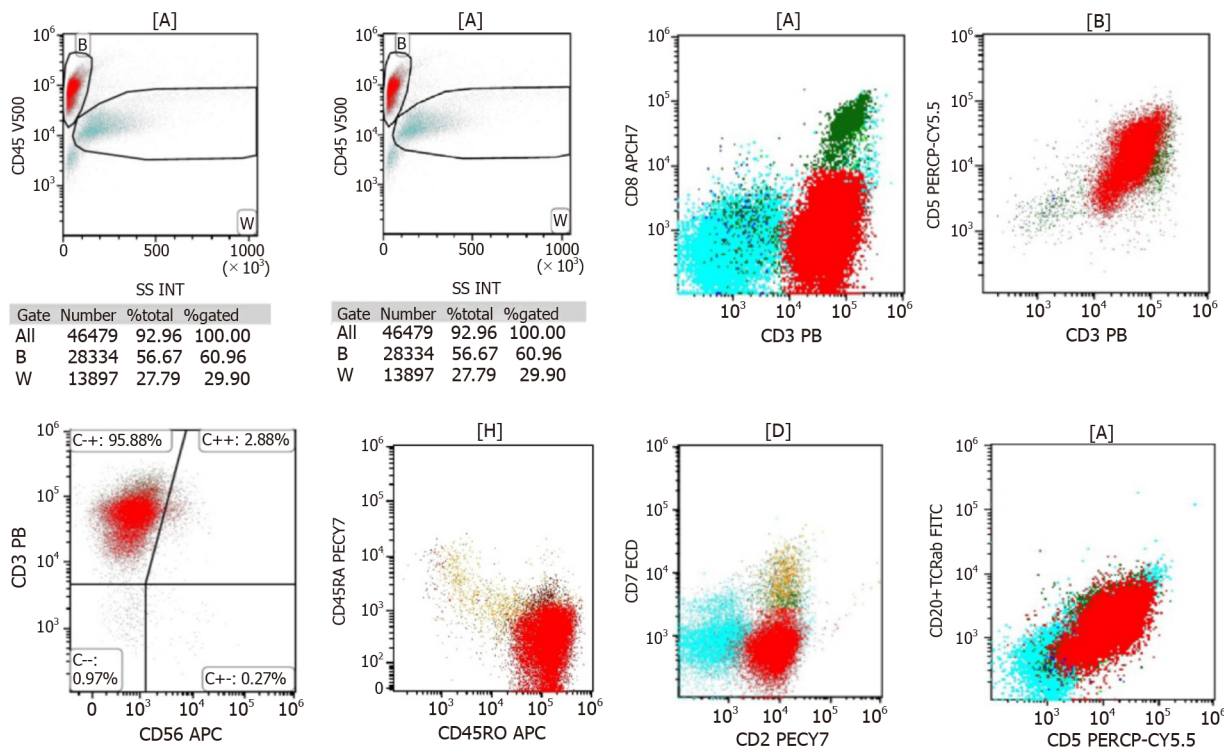 [A]
10⁶
10⁵
10⁴
10³
CD45 V500
B
W
0
500
1000
(× 10³)
SS INT
Gate Number %total %gated
All 46479 92.96 100.00
B 28334 56.67 60.96
W 13897 27.79 29.90
[A]
10⁶
10⁵
10⁴
10³
CD45 V500
B
W
0
500
1000
(× 10³)
SS INT
Gate Number %total %gated
All 46479 92.96 100.00
B 28334 56.67 60.96
W 13897 27.79 29.90
[A]
10⁶
10⁵
10⁴
10³
CD8 APCH7
10³ 10⁴ 10⁵ 10⁶
CD3 PB
[B]
10⁶
10⁵
10⁴
10³
CD5 PERCP-CY5.5
10³ 10⁴ 10⁵ 10⁶
CD3 PB
10⁶
10⁵
10⁴
10³
CD3 PB
C-+: 95.88%
C++: 2.88%
C--:
0.97%
C+-: 0.27%
0 10³ 10⁴ 10⁵ 10⁶
CD56 APC
[H]
10⁶
10⁵
10⁴
10³
10²
0
CD45RA PECY7
10³ 10⁴ 10⁵ 10⁶
CD45RO APC
[D]
10⁶
10⁵
10⁴
10³
CD7 ECD
10³ 10⁴ 10⁵ 10⁶
CD2 PECY7
[A]
10⁶
10⁵
10⁴
10³
CD20+TCRab FITC
10³ 10⁴ 10⁵ 10⁶
CD5 PERCP-CY5.5